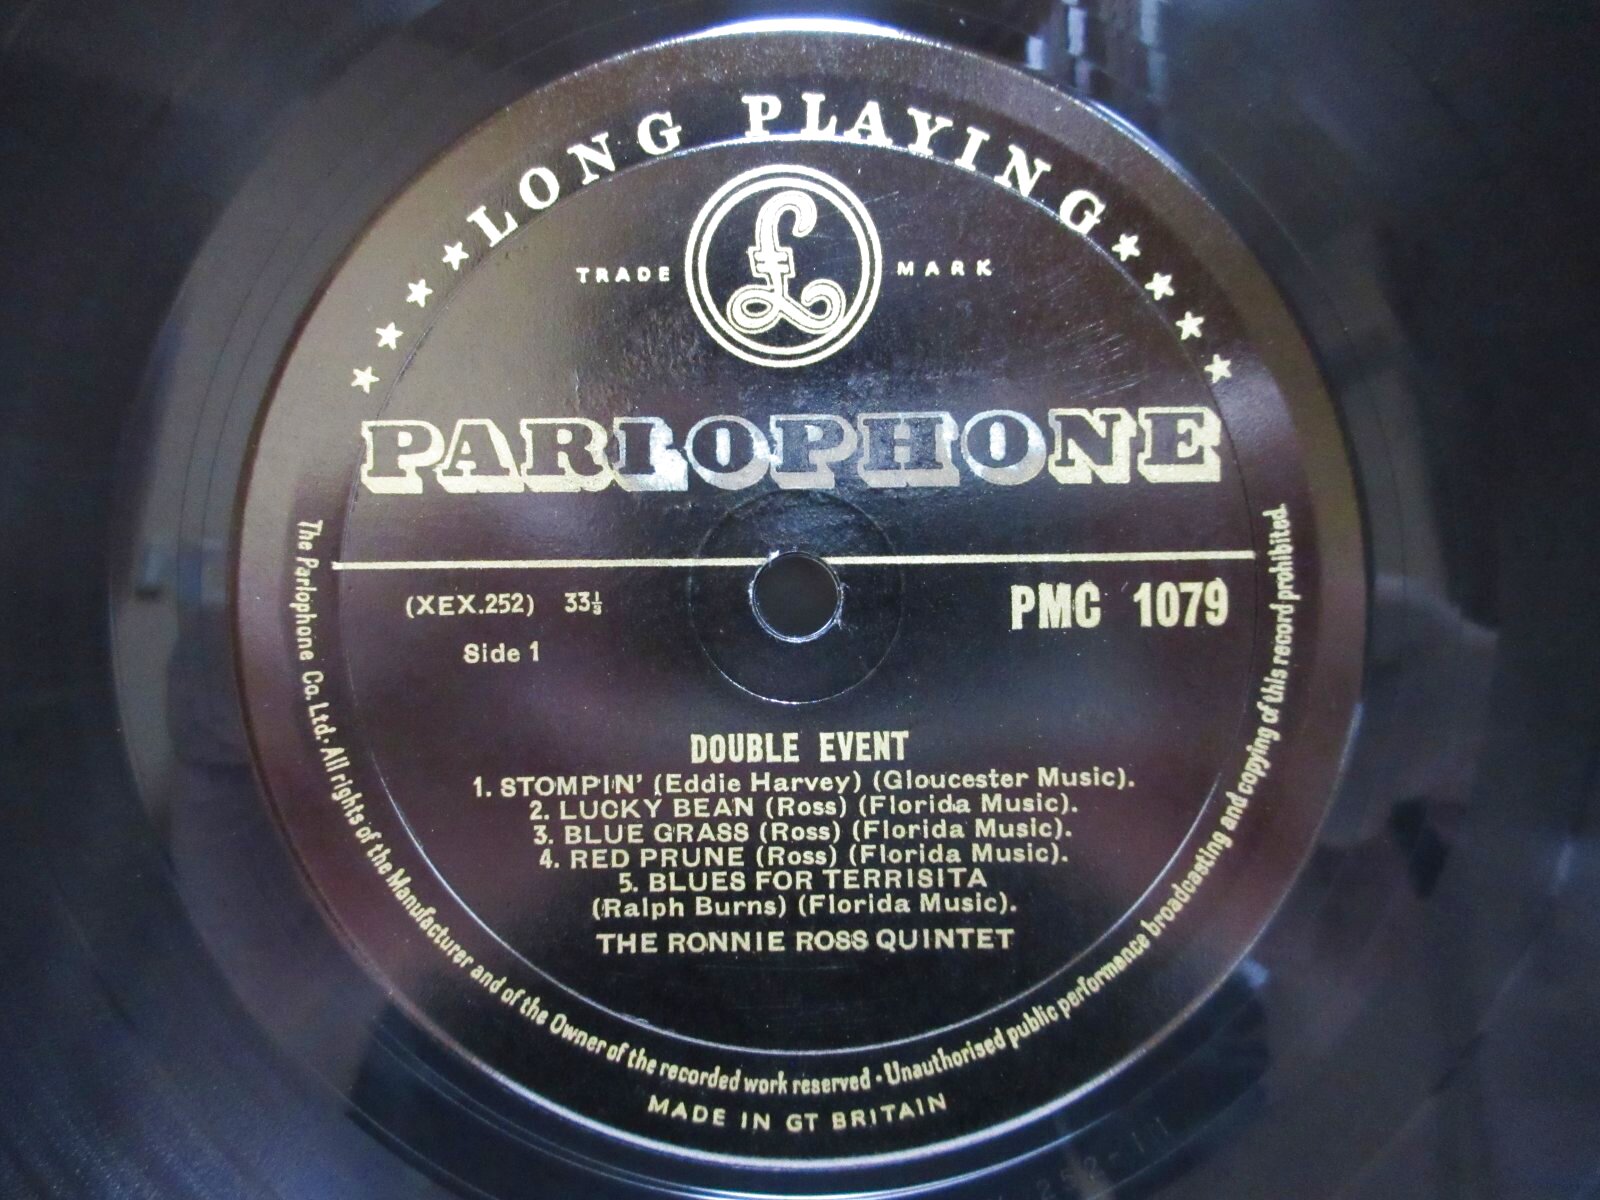 LONG PLAYING
TRADE £ MARK
PARLOPHONE
(XEX.252) 33⅓
PMC 1079
Side 1
DOUBLE EVENT
1. STOMPIN' (Eddie Harvey) (Gloucester Music).
2. LUCKY BEAN (Ross) (Florida Music).
3. BLUE GRASS (Ross) (Florida Music).
4. RED PRUNE (Ross) (Florida Music).
5. BLUES FOR TERRISITA
(Ralph Burns) (Florida Music).
THE RONNIE ROSS QUINTET
The Parlophone Co. Ltd. All rights of the Manufacturer and of the Owner of the recorded work reserved · Unauthorised public performance broadcasting and copying of this record prohibited.
MADE IN GT BRITAIN